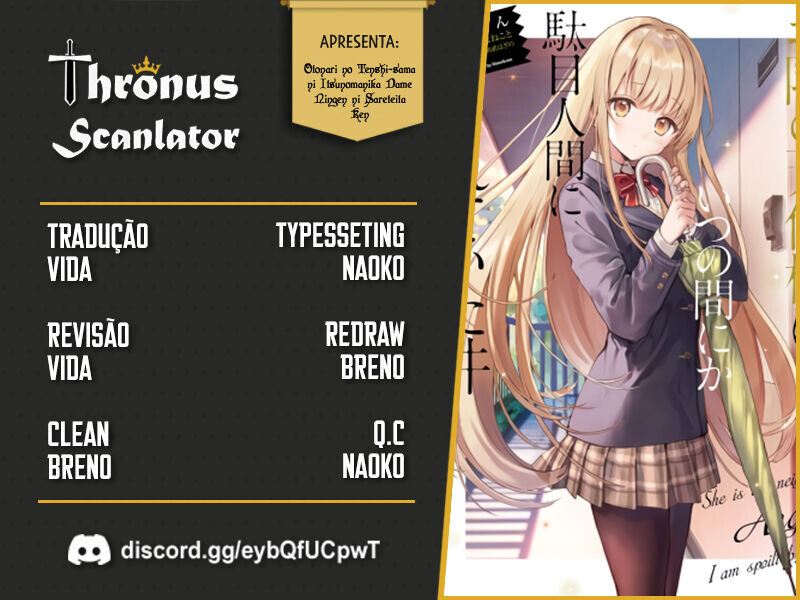 Thronus
Scanlator
APRESENTA:
Otonari no Tenshi-sama
ni Itsunomanika Dame
Ningen ni Sareteita
Ken
TRADUÇÃO
VIDA
TYPESSETING
NAOKO
REVISÃO
VIDA
REDRAW
BRENO
CLEAN
BRENO
Q.C
NAOKO
discord.gg/eybQfUCpwT
駄目人間に
いつの間にか
She is
I am